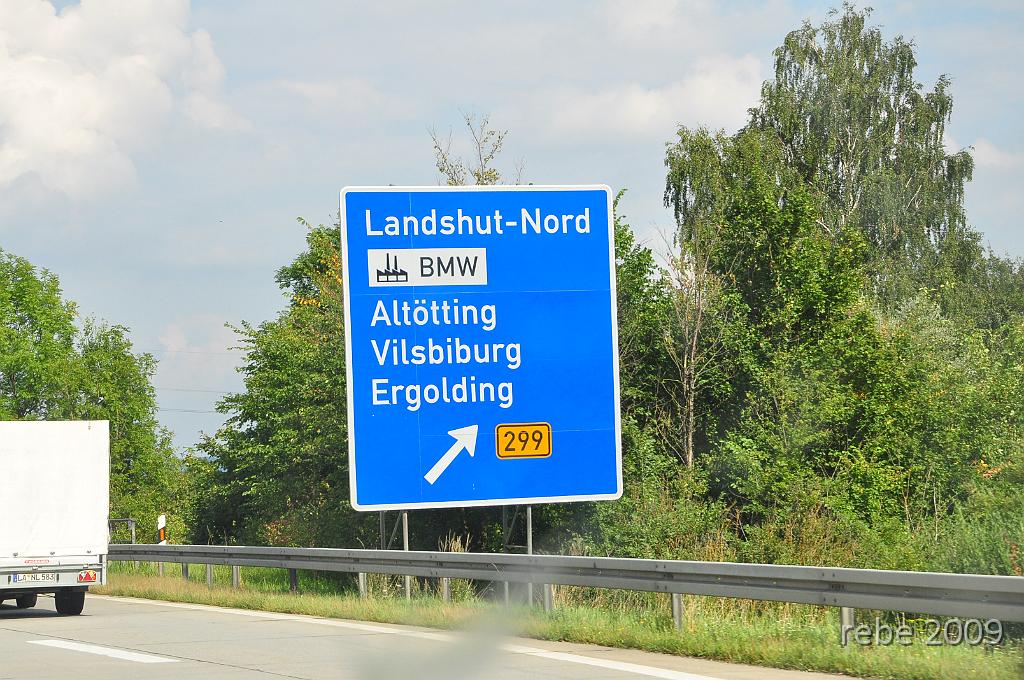 Landshut-Nord
BMW
Altötting
Vilsbiburg
Ergolding
299
LA NL 583
rebe 2009